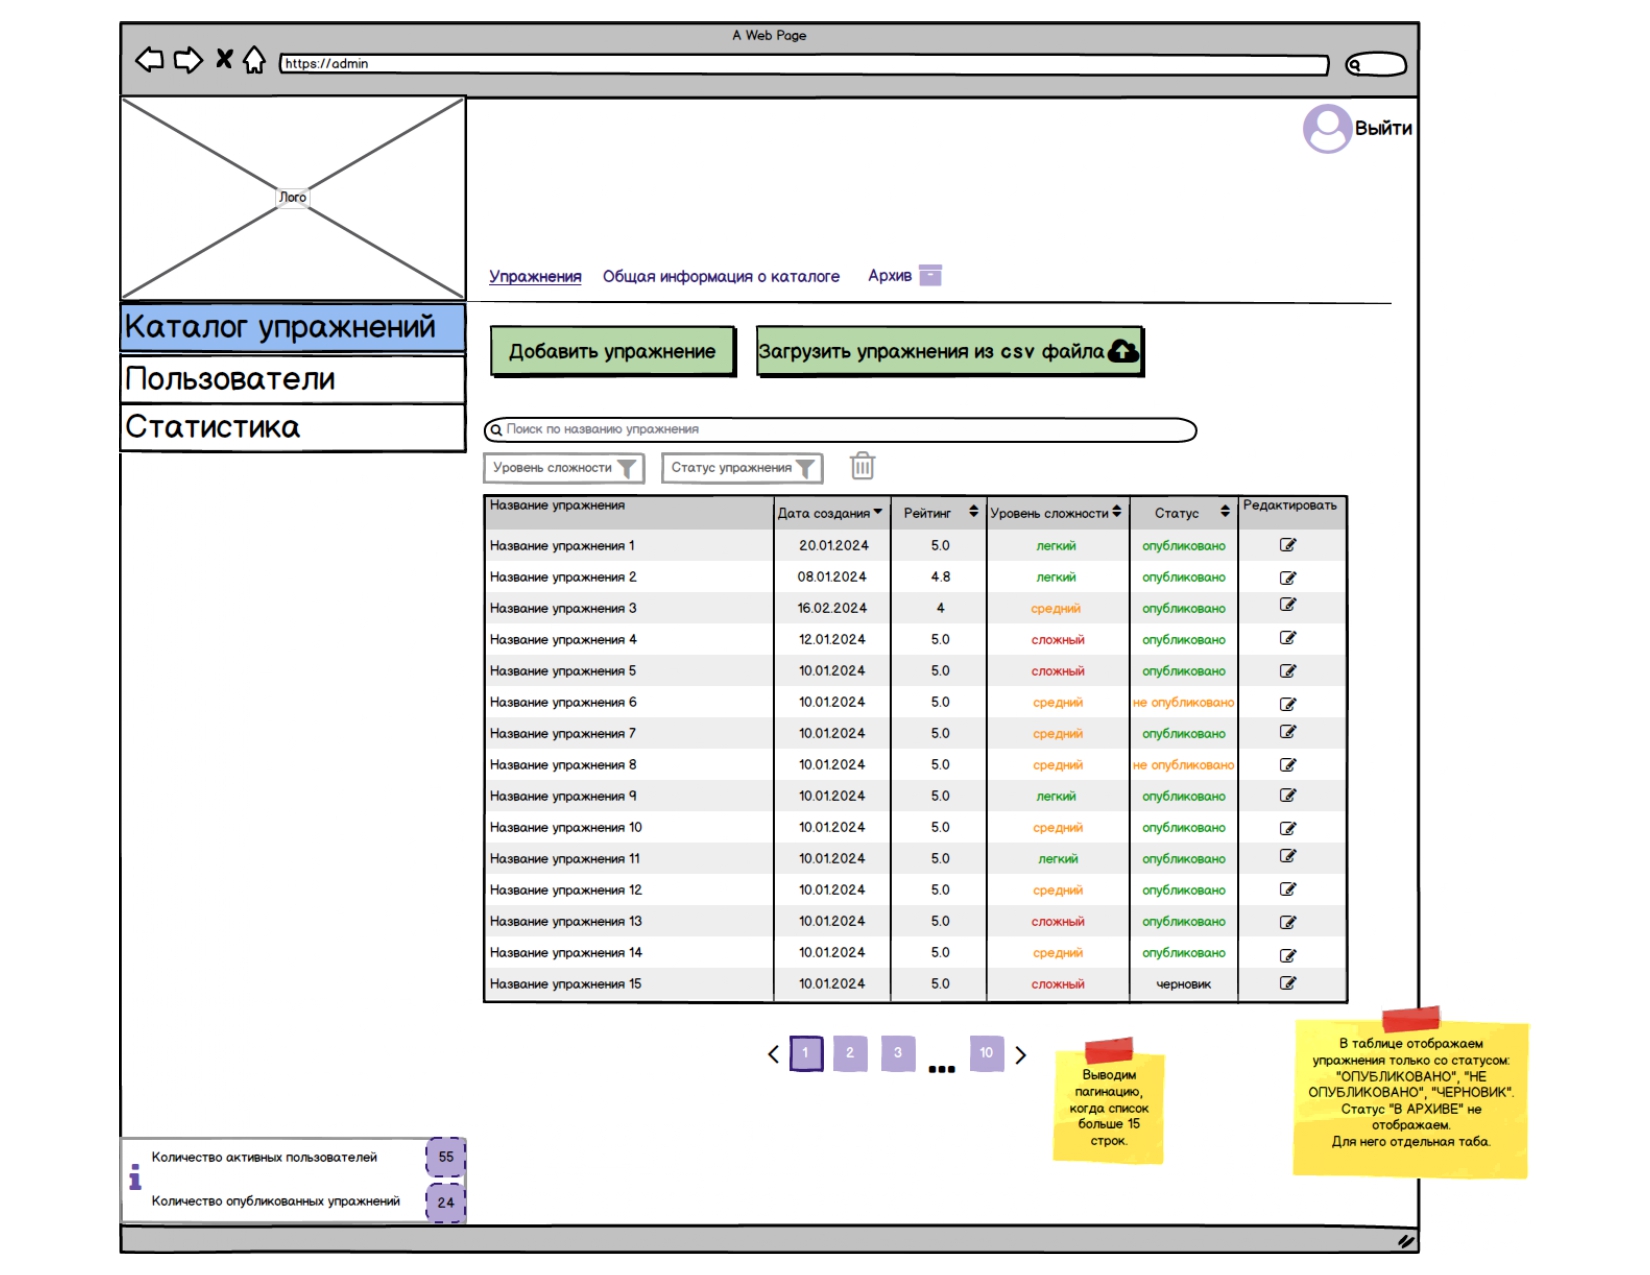 A Web Page
https://admin
Выйти
Лого
Упражнения Общая информация о каталоге Архив
Каталог упражнений
Пользователи
Статистика
Добавить упражнение Загрузить упражнения из csv файла
Поиск по названию упражнения
Уровень сложности Статус упражнения
Название упражнения Дата создания Рейтинг Уровень сложности Статус Редактировать
Название упражнения 1 20.01.2024 5.0 легкий опубликовано
Название упражнения 2 08.01.2024 4.8 легкий опубликовано
Название упражнения 3 16.02.2024 4 средний опубликовано
Название упражнения 4 12.01.2024 5.0 сложный опубликовано
Название упражнения 5 10.01.2024 5.0 сложный опубликовано
Название упражнения 6 10.01.2024 5.0 средний не опубликовано
Название упражнения 7 10.01.2024 5.0 средний опубликовано
Название упражнения 8 10.01.2024 5.0 средний не опубликовано
Название упражнения 9 10.01.2024 5.0 легкий опубликовано
Название упражнения 10 10.01.2024 5.0 средний опубликовано
Название упражнения 11 10.01.2024 5.0 легкий опубликовано
Название упражнения 12 10.01.2024 5.0 средний опубликовано
Название упражнения 13 10.01.2024 5.0 сложный опубликовано
Название упражнения 14 10.01.2024 5.0 средний опубликовано
Название упражнения 15 10.01.2024 5.0 сложный черновик
1 2 3 ... 10
Выводим
пагинацию,
когда список
больше 15
строк.
В таблице отображаем
упражнения только со статусом:
"ОПУБЛИКОВАНО", "НЕ
ОПУБЛИКОВАНО", "ЧЕРНОВИК".
Статус "В АРХИВЕ" не
отображаем.
Для него отдельная таба.
Количество активных пользователей 55
Количество опубликованных упражнений 24